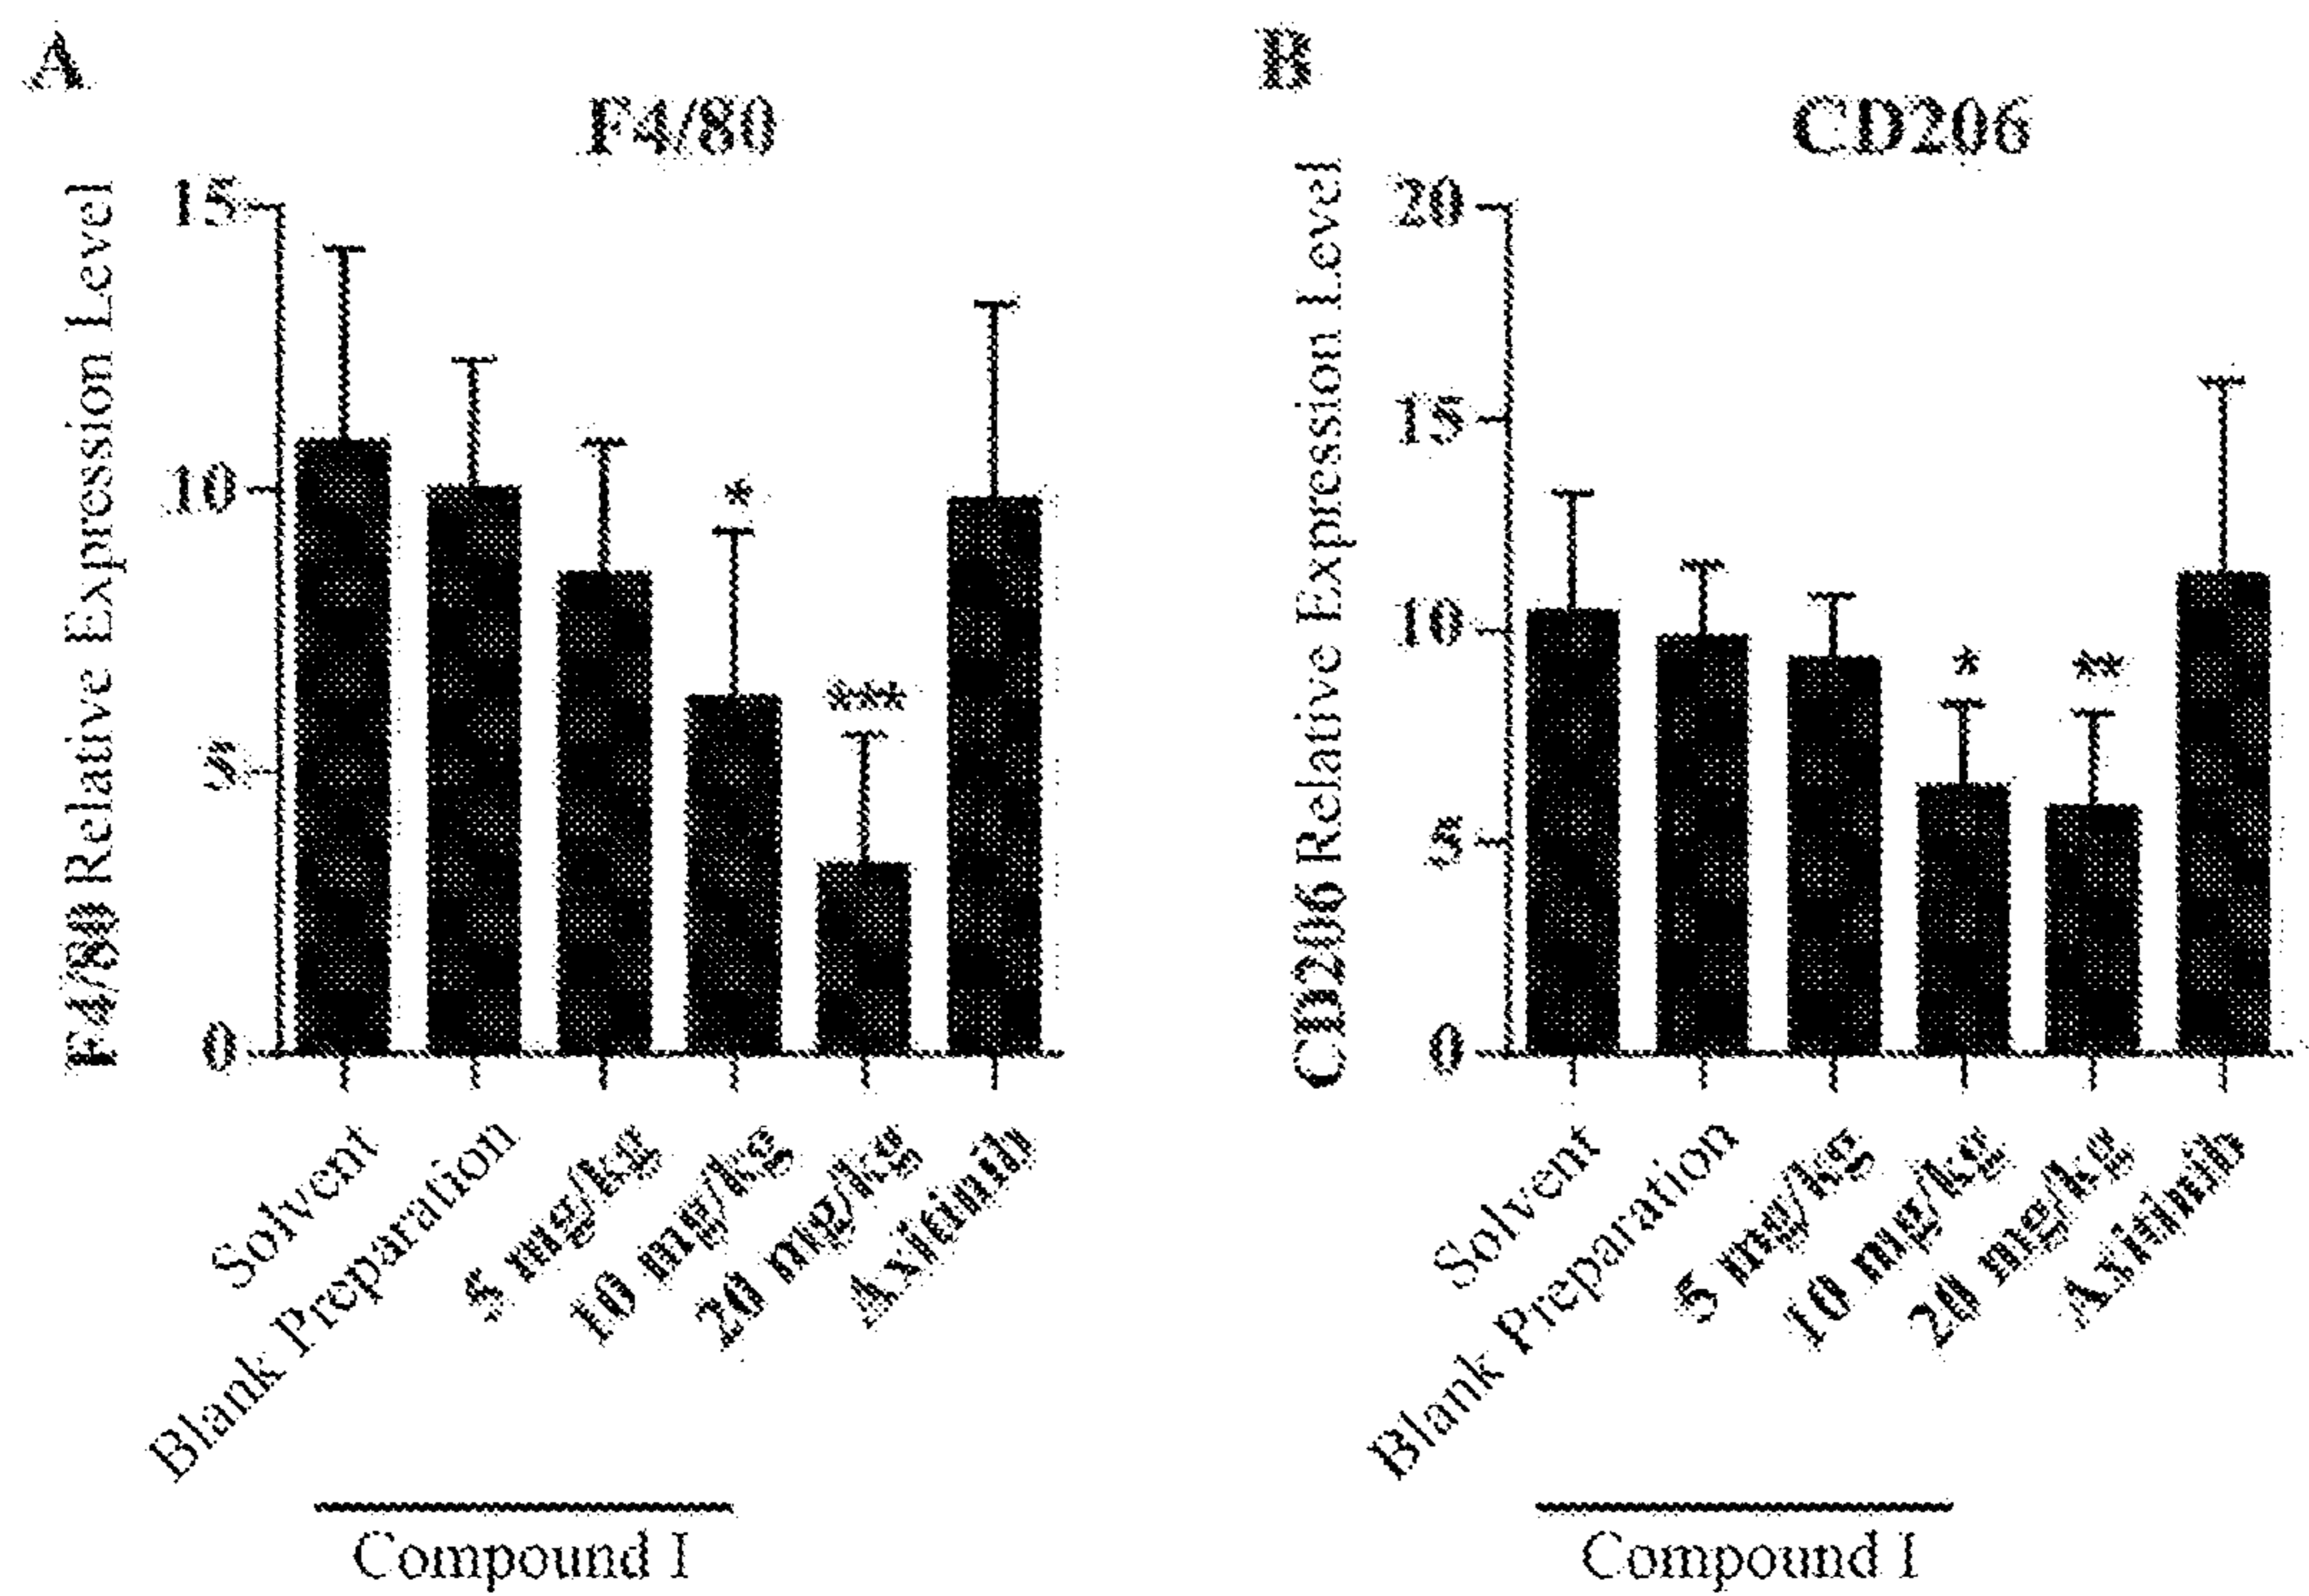 A
F4/80
F4/80 Relative Expression Level
15
10
5
0
*
***
Solvent
Blank Preparation
5 mg/kg
10 mg/kg
20 mg/kg
Axitinib
Compound I
B
CD206
CD206 Relative Expression Level
20
15
10
5
0
*
**
Solvent
Blank Preparation
5 mg/kg
10 mg/kg
20 mg/kg
Axitinib
Compound I